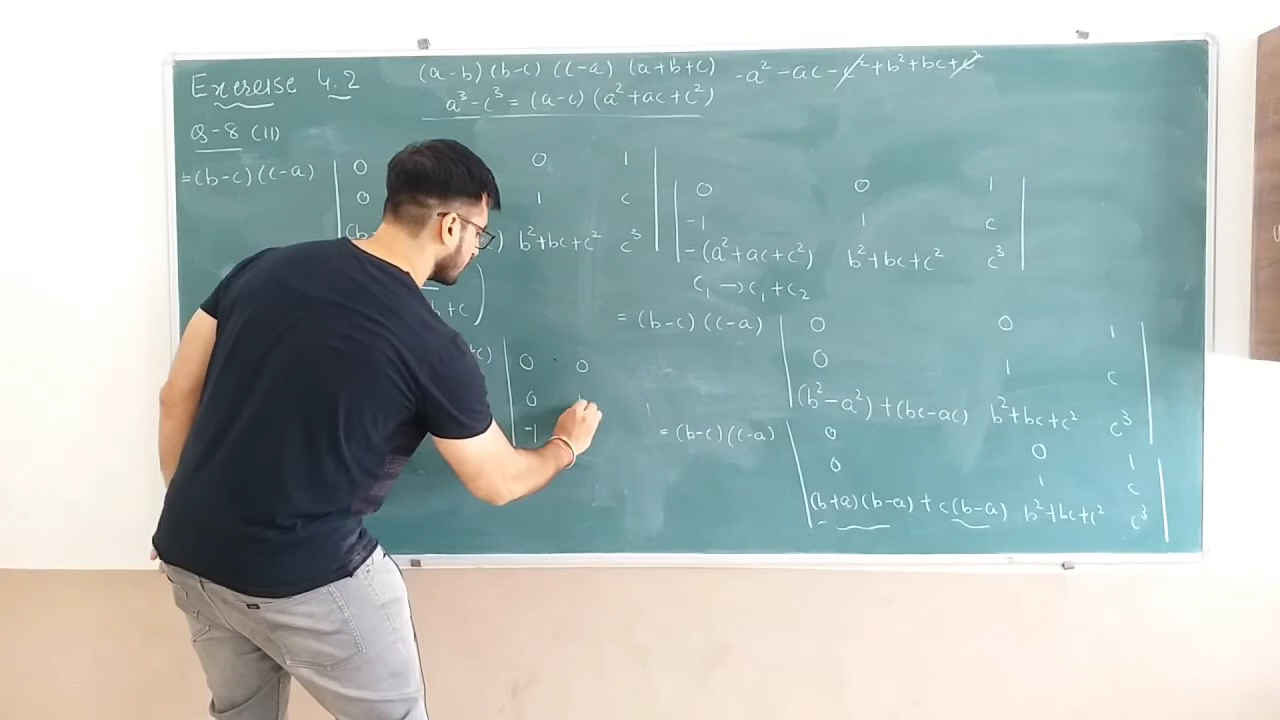 Exercise 4.2
(a-b) (b-c) (c-a) (a+b+c)
-a²-ac-c²+b²+bc+c²
a³-c³ = (a-c) (a²+ac+c²)
Q-8 (11)
=(b-c)(c-a)
0 0 1
0 1 c
b²+bc+c² c³
b+c)
0 0
0
-1
0 0 1
-1 1 c
-(a²+ac+c²) b²+bc+c² c³
C₁→C₁+C₂
= (b-c)(c-a)
0 0 1
0 1 c
(b²-a²)+(bc-ac) b²+bc+c² c³
= (b-c)(c-a)
0 0 1
0 1 c
(b+a)(b-a)+c(b-a) b²+bc+c² c³